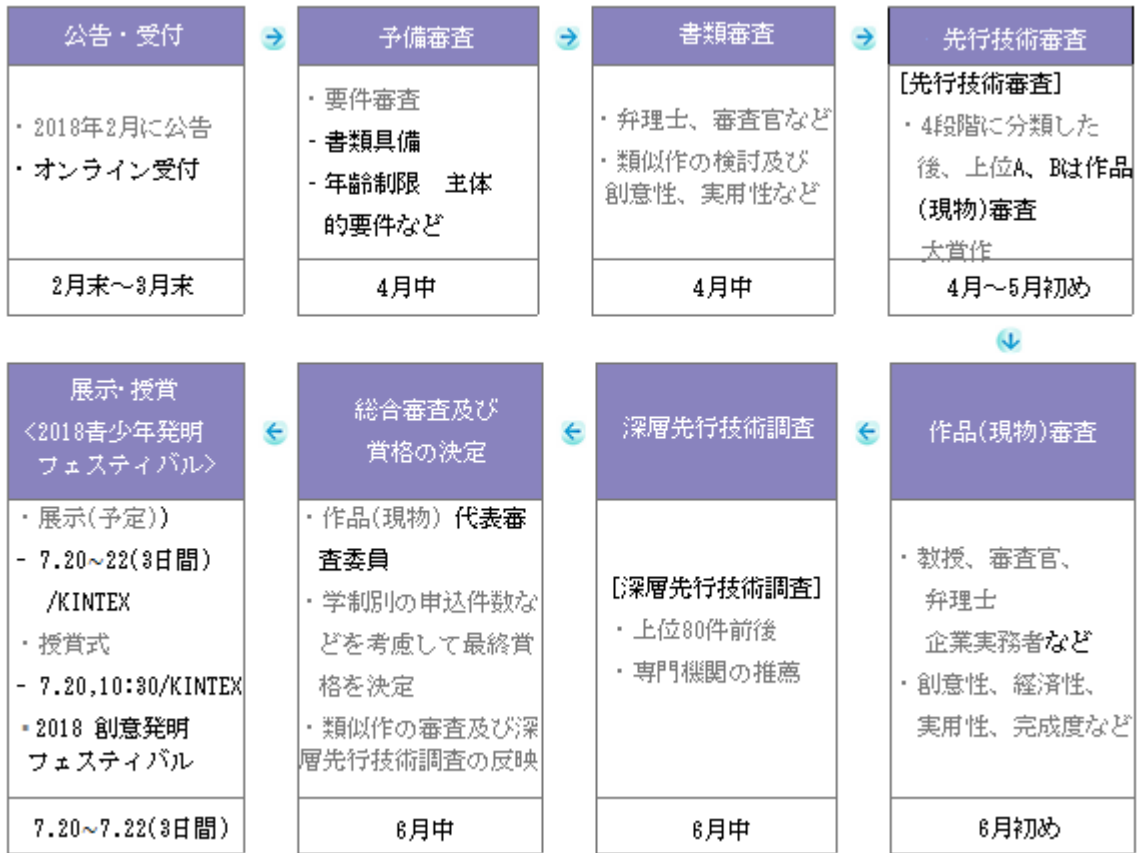 公告・受付
・2018年2月に公告
・オンライン受付
2月末～3月末
予備審査
・要件審査
- 書類具備
- 年齢制限　主体
的要件など
4月中
書類審査
・弁理士、審査官など
・類似作の検討及び
創意性、実用性など
4月中
先行技術審査
[先行技術審査]
・4段階に分類した
後、上位A、Bは作品
(現物)審査
大賞作
4月～5月初め
作品(現物)審査
・教授、審査官、
弁理士
企業実務者など
・創意性、経済性、
実用性、完成度など
6月初め
深層先行技術調査
[深層先行技術調査]
・上位80件前後
・専門機関の推薦
6月中
総合審査及び
賞格の決定
・作品(現物) 代表審
査委員
・学制別の申込件数な
どを考慮して最終賞
格を決定
・類似作の審査及び深
層先行技術調査の反映
6月中
展示·授賞
<2018青少年発明
フェスティバル>
・展示(予定))
- 7.20~22(3日間)
/KINTEX
・授賞式
- 7.20,10:30/KINTEX
▪2018 創意発明
フェスティバル
7.20~7.22(3日間)